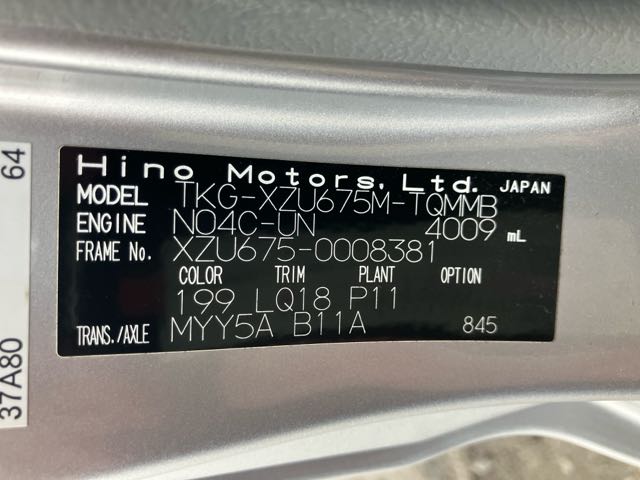 Hino Motors, Ltd. JAPAN
MODEL TKG-XZU675M-TQMMB
ENGINE N04C-UN 4009 mL
FRAME No. XZU675-0008381
COLOR TRIM PLANT OPTION
199 LQ18 P11
TRANS./AXLE MYY5A B11A 845
37A80 64